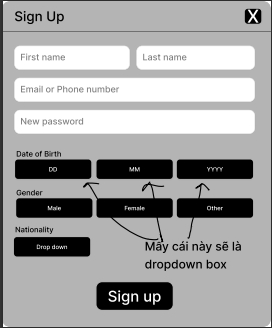 Sign Up X
First name Last name
Email or Phone number
New password
Date of Birth
DD MM YYYY
Gender
Male Female Other
Nationality
Drop down
Mấy cái này sẽ là
dropdown box
Sign up